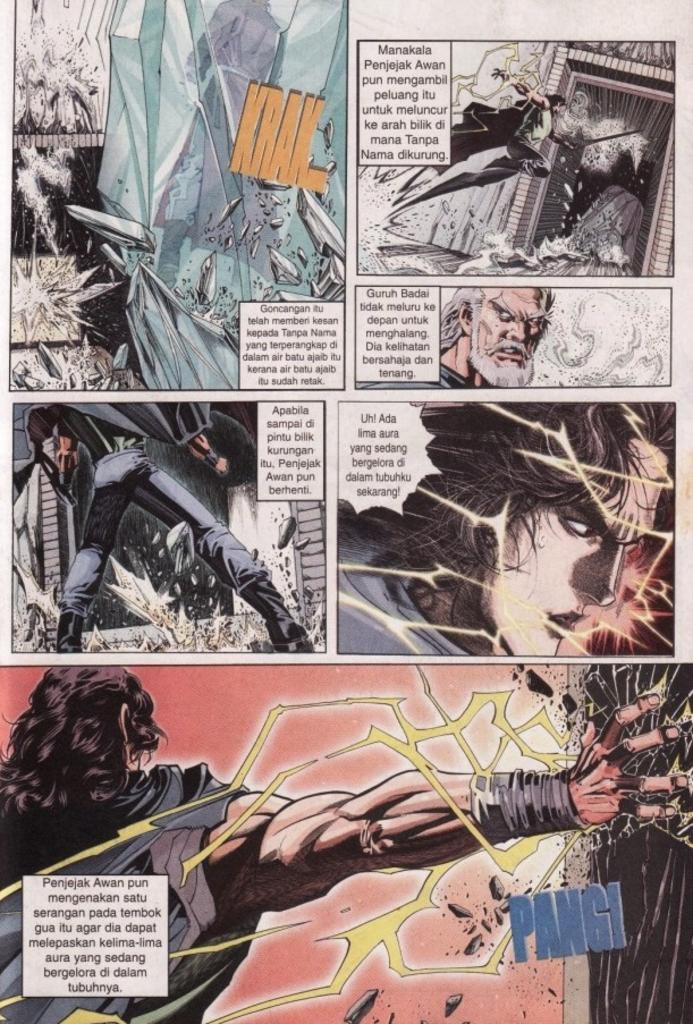 KRAK..
Goncangan itu
telah memberi kesan
kepada Tanpa Nama
yang terperangkap di
dalam air batu ajaib itu
kerana air batu ajaib
itu sudah retak.
Manakala
Penjejak Awan
pun mengambil
peluang itu
untuk meluncur
ke arah bilik di
mana Tanpa
Nama dikurung.
Guruh Badai
tidak meluru ke
depan untuk
menghalang.
Dia kelihatan
bersahaja dan
tenang.
Apabila
sampai di
pintu bilik
kurungan
itu, Penjejak
Awan pun
berhenti.
Uh! Ada
lima aura
yang sedang
bergelora di
dalam tubuhku
sekarang!
Penjejak Awan pun
mengenakan satu
serangan pada tembok
gua itu agar dia dapat
melepaskan kelima-lima
aura yang sedang
bergelora di dalam
tubuhnya.
PANG!